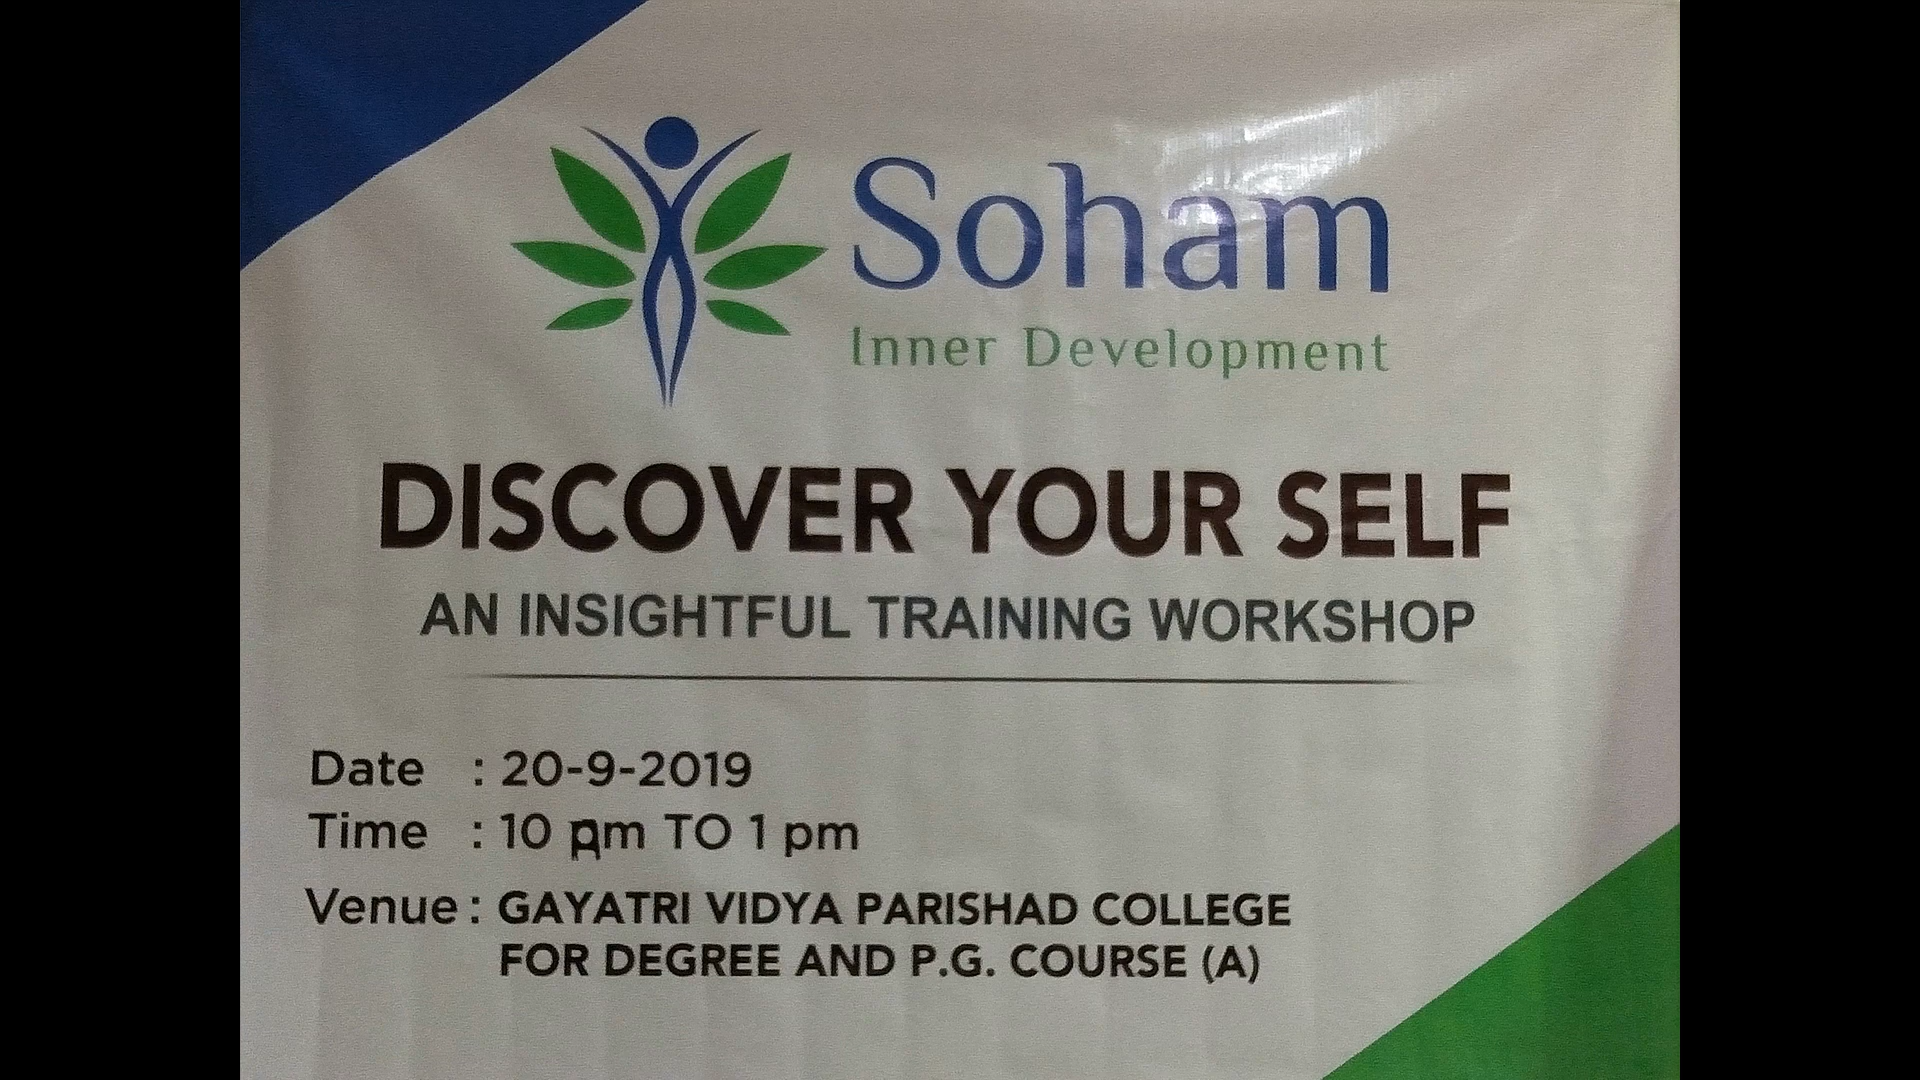 Soham
Inner Development
DISCOVER YOUR SELF
AN INSIGHTFUL TRAINING WORKSHOP
Date : 20-9-2019
Time : 10 am TO 1 pm
Venue : GAYATRI VIDYA PARISHAD COLLEGE
FOR DEGREE AND P.G. COURSE (A)